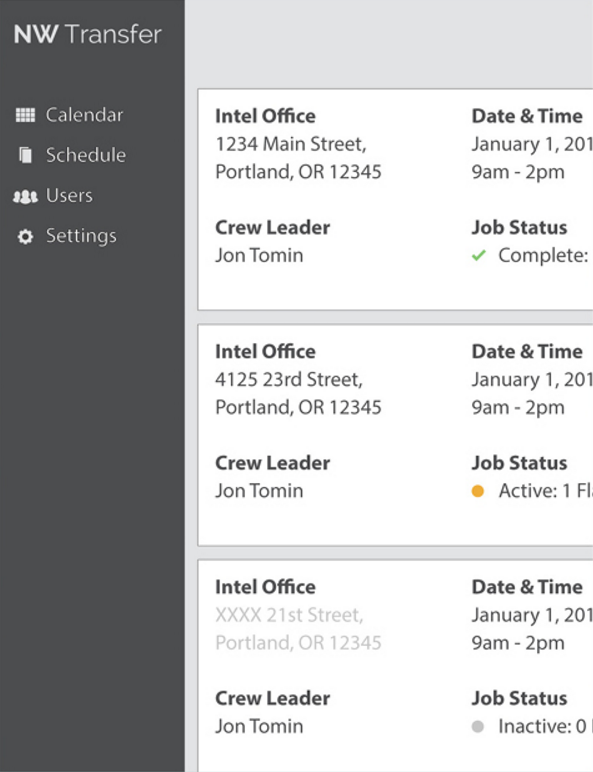 NW Transfer
Calendar
Schedule
Users
Settings
Intel Office
1234 Main Street,
Portland, OR 12345
Crew Leader
Jon Tomin
Date & Time
January 1, 201
9am - 2pm
Job Status
Complete:
Intel Office
4125 23rd Street,
Portland, OR 12345
Crew Leader
Jon Tomin
Date & Time
January 1, 201
9am - 2pm
Job Status
Active: 1 Fl
Intel Office
XXXX 21st Street,
Portland, OR 12345
Crew Leader
Jon Tomin
Date & Time
January 1, 201
9am - 2pm
Job Status
Inactive: 0